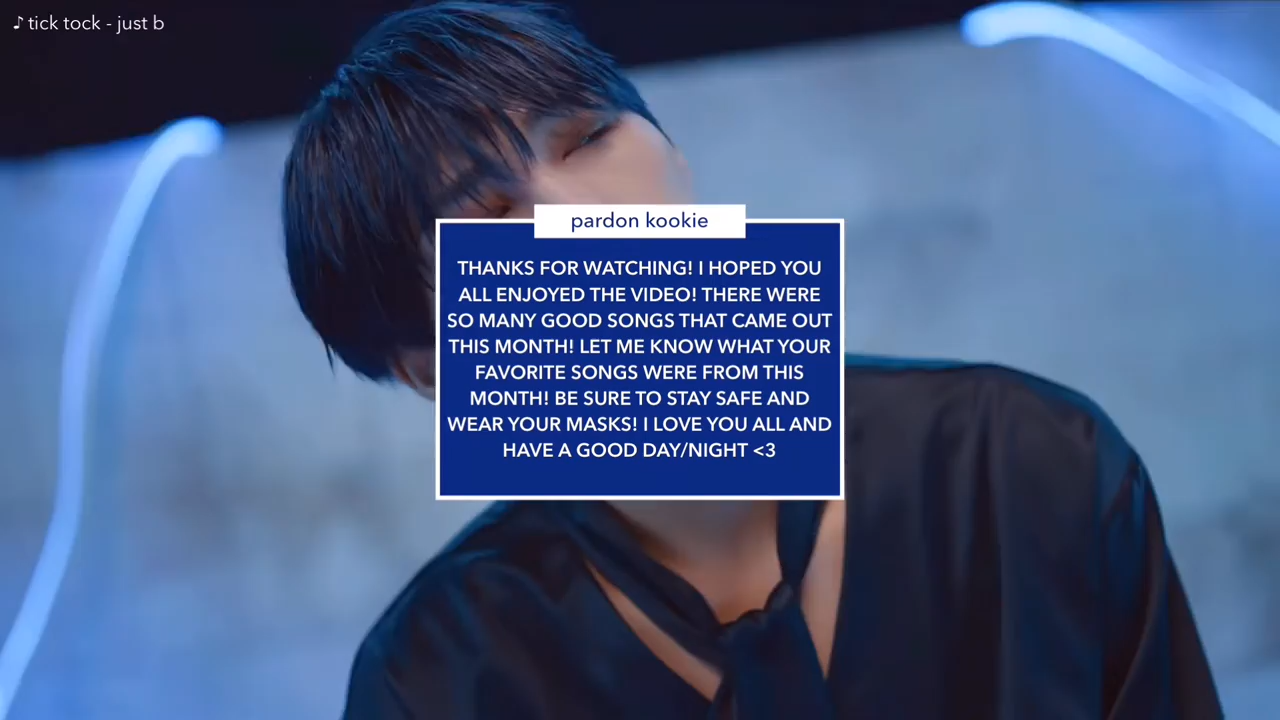 ♪ tick tock - just b
pardon kookie
THANKS FOR WATCHING! I HOPED YOU
ALL ENJOYED THE VIDEO! THERE WERE
SO MANY GOOD SONGS THAT CAME OUT
THIS MONTH! LET ME KNOW WHAT YOUR
FAVORITE SONGS WERE FROM THIS
MONTH! BE SURE TO STAY SAFE AND
WEAR YOUR MASKS! I LOVE YOU ALL AND
HAVE A GOOD DAY/NIGHT <3